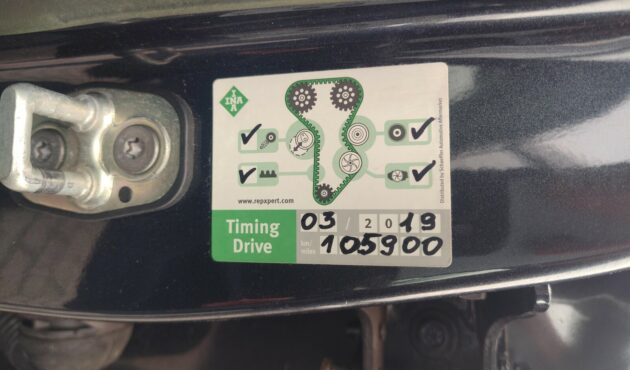 INA
www.repxpert.com
Distributed by Schaeffler Automotive Aftermarket
Timing Drive
03 / 2019
km/miles 105900